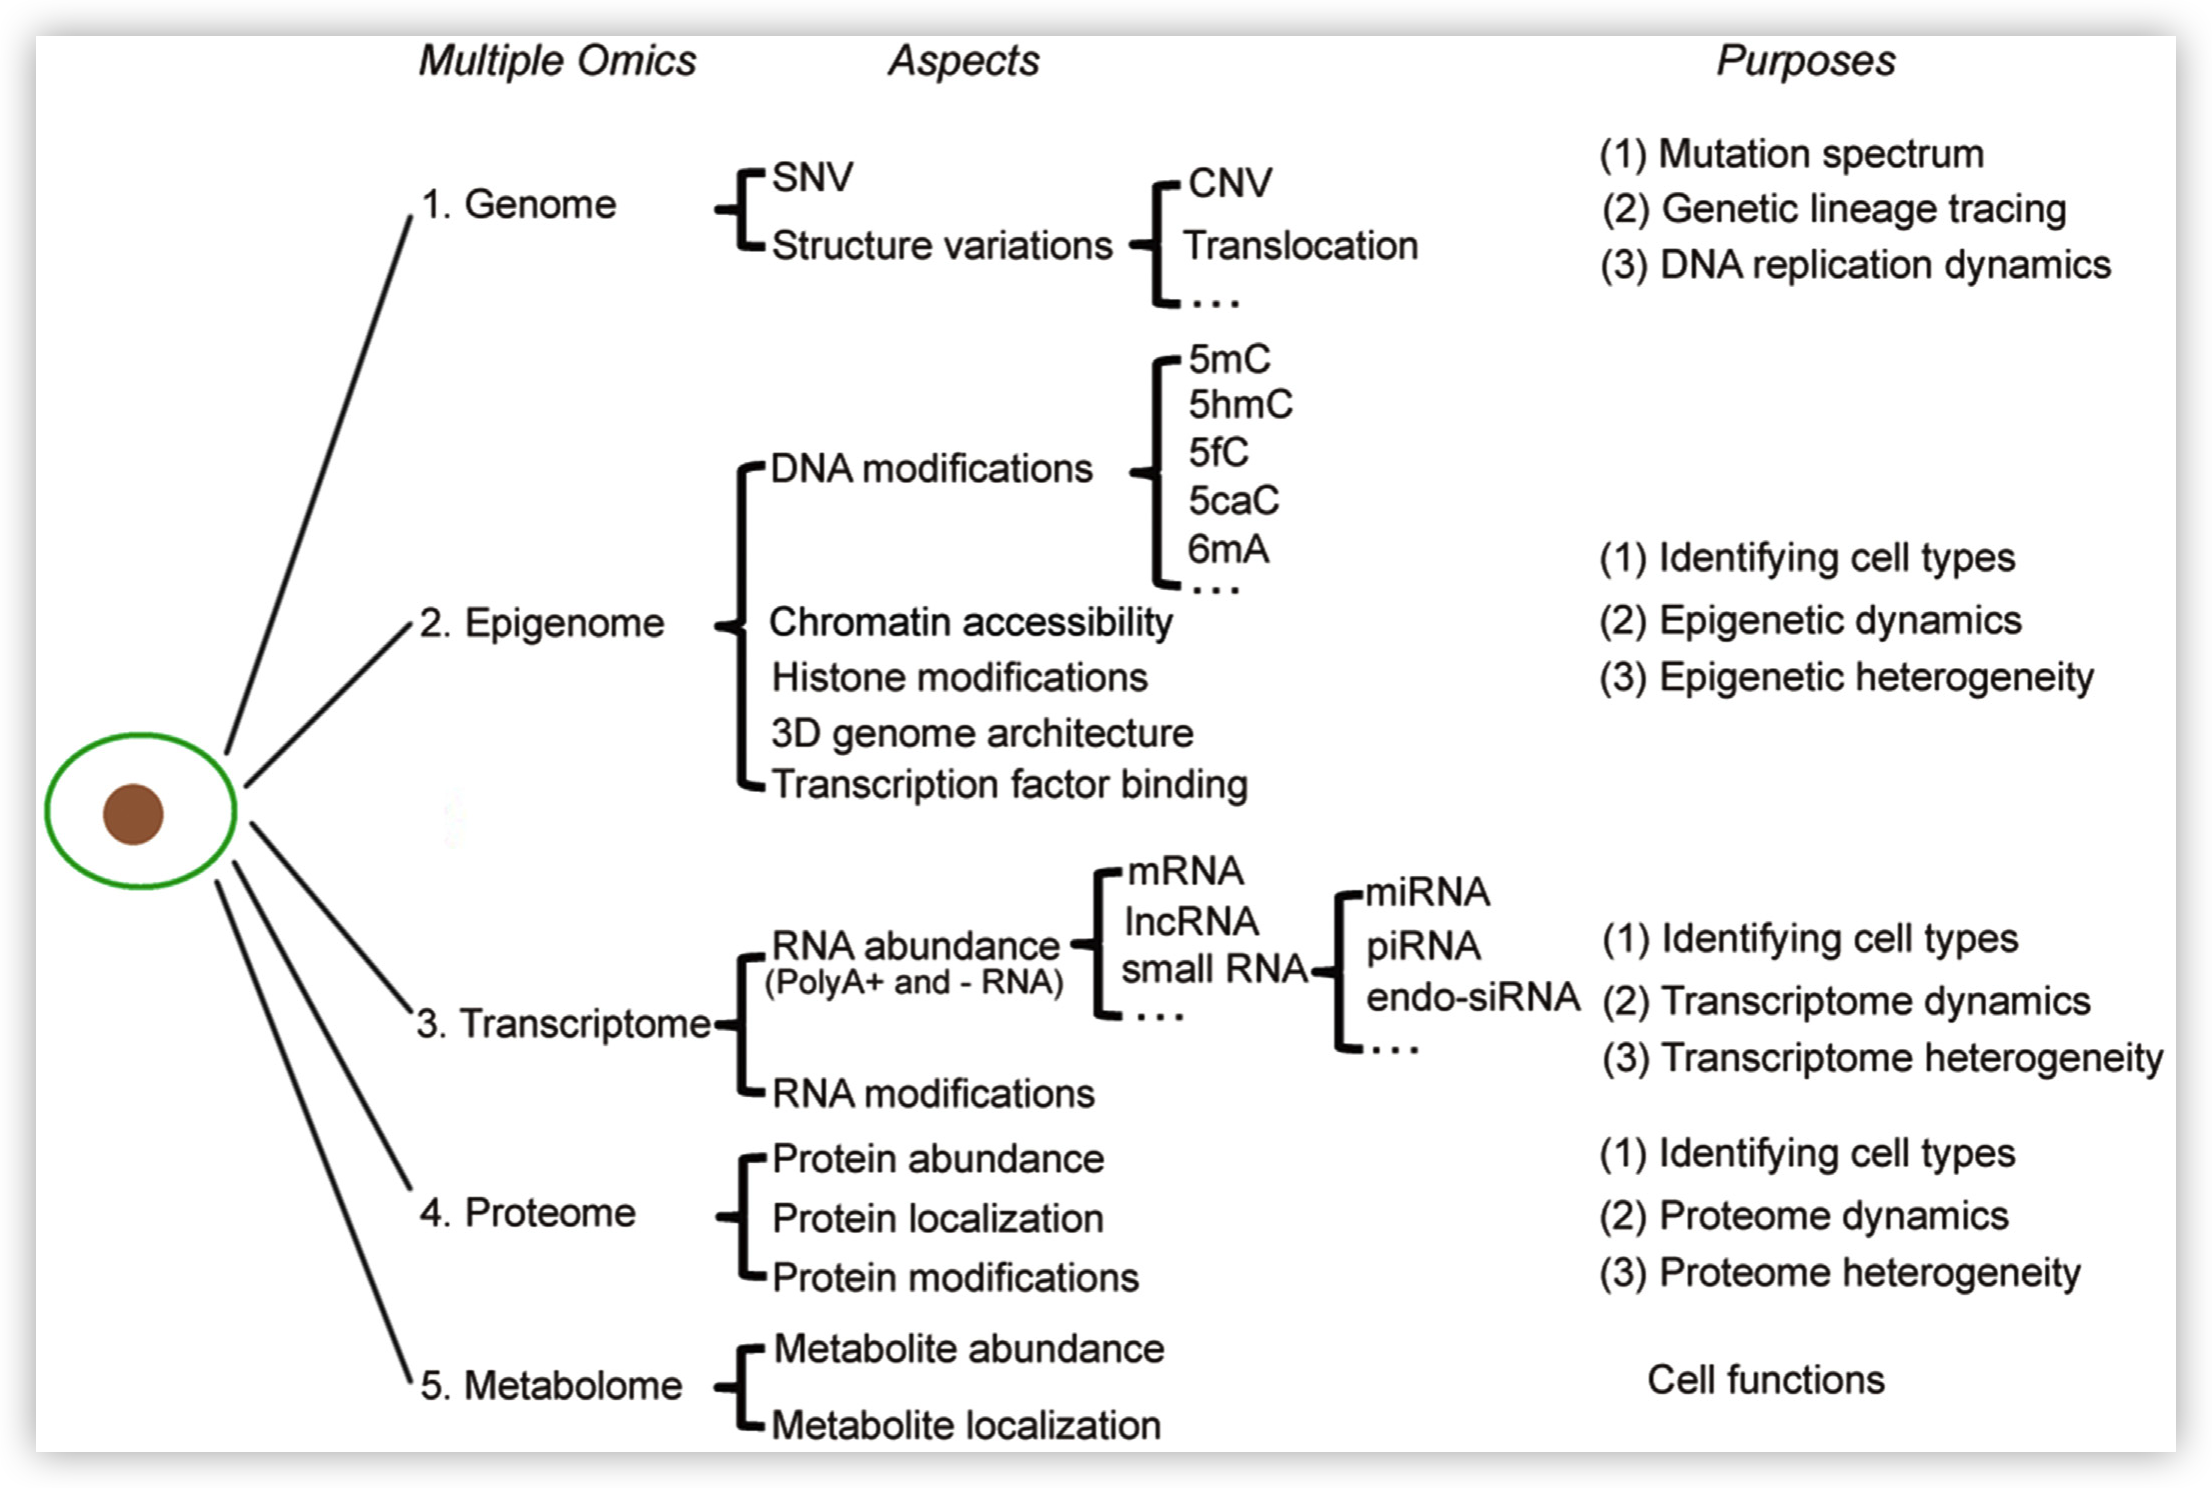 Multiple Omics
Aspects
Purposes
1. Genome
SNV
Structure variations
CNV
Translocation
...
(1) Mutation spectrum
(2) Genetic lineage tracing
(3) DNA replication dynamics
2. Epigenome
DNA modifications
5mC
5hmC
5fC
5caC
6mA
...
Chromatin accessibility
Histone modifications
3D genome architecture
Transcription factor binding
(1) Identifying cell types
(2) Epigenetic dynamics
(3) Epigenetic heterogeneity
3. Transcriptome
RNA abundance
(PolyA+ and - RNA)
mRNA
lncRNA
small RNA
...
miRNA
piRNA
endo-siRNA
...
RNA modifications
(1) Identifying cell types
(2) Transcriptome dynamics
(3) Transcriptome heterogeneity
4. Proteome
Protein abundance
Protein localization
Protein modifications
(1) Identifying cell types
(2) Proteome dynamics
(3) Proteome heterogeneity
5. Metabolome
Metabolite abundance
Metabolite localization
Cell functions